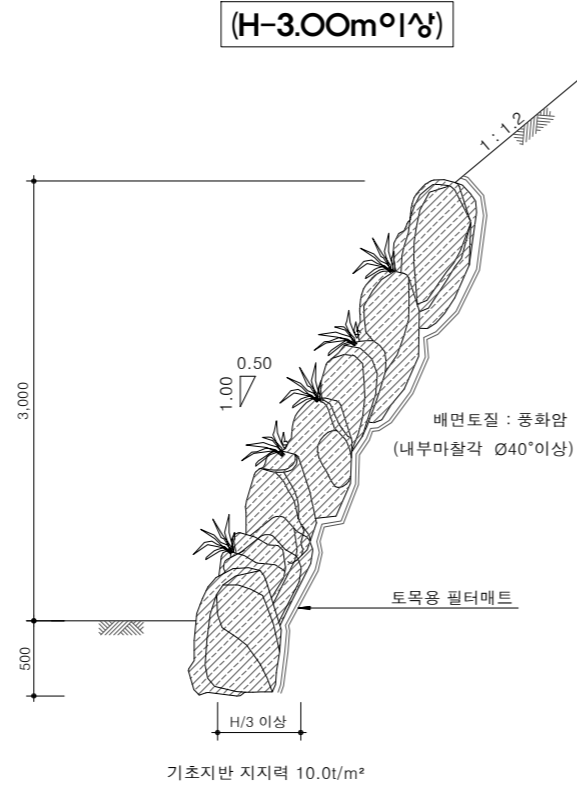 (H-3.00m이상)
1 : 1.2
0.50
1.00
3,000
배면토질 : 풍화암
(내부마찰각 Ø40°이상)
토목용 필터매트
500
H/3 이상
기초지반 지지력 10.0t/m²